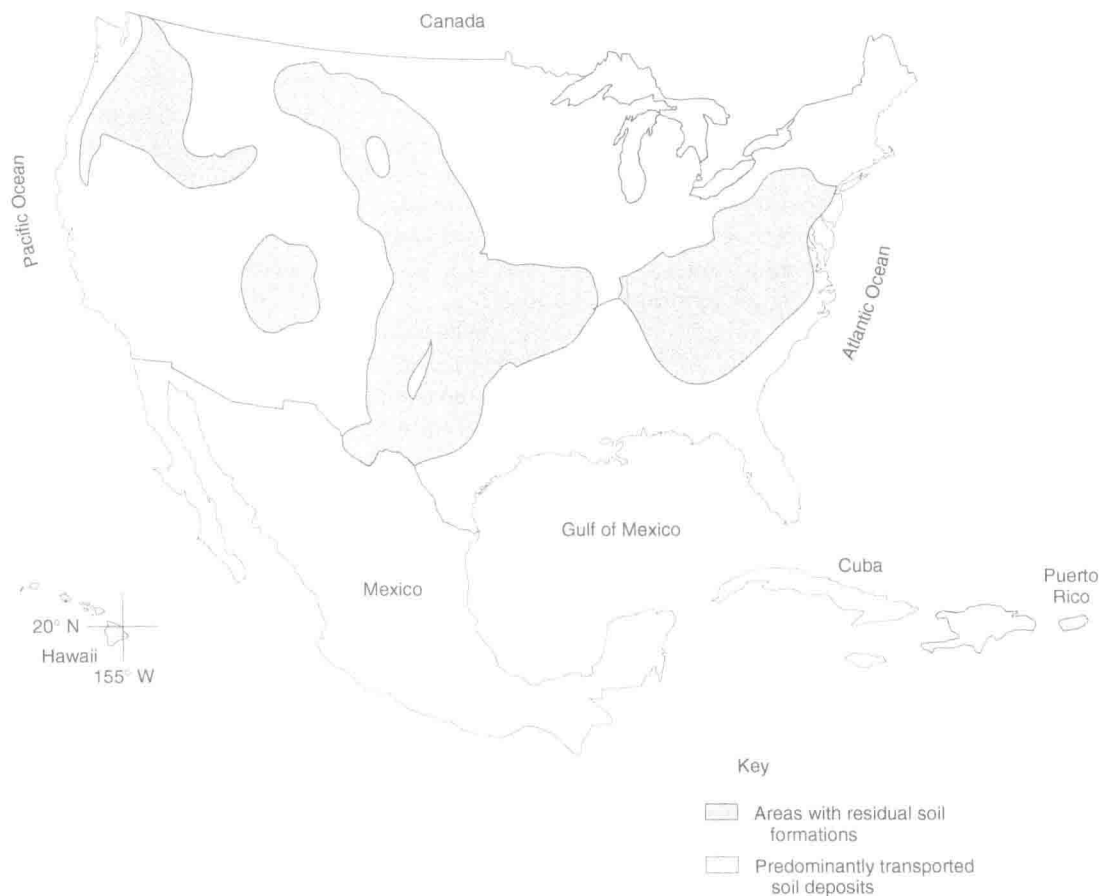 Canada
Pacific Ocean
Atlantic Ocean
Gulf of Mexico
Cuba
Puerto
Rico
Mexico
20° N
Hawaii
155° W
Key
Areas with residual soil
formations
Predominantly transported
soil deposits